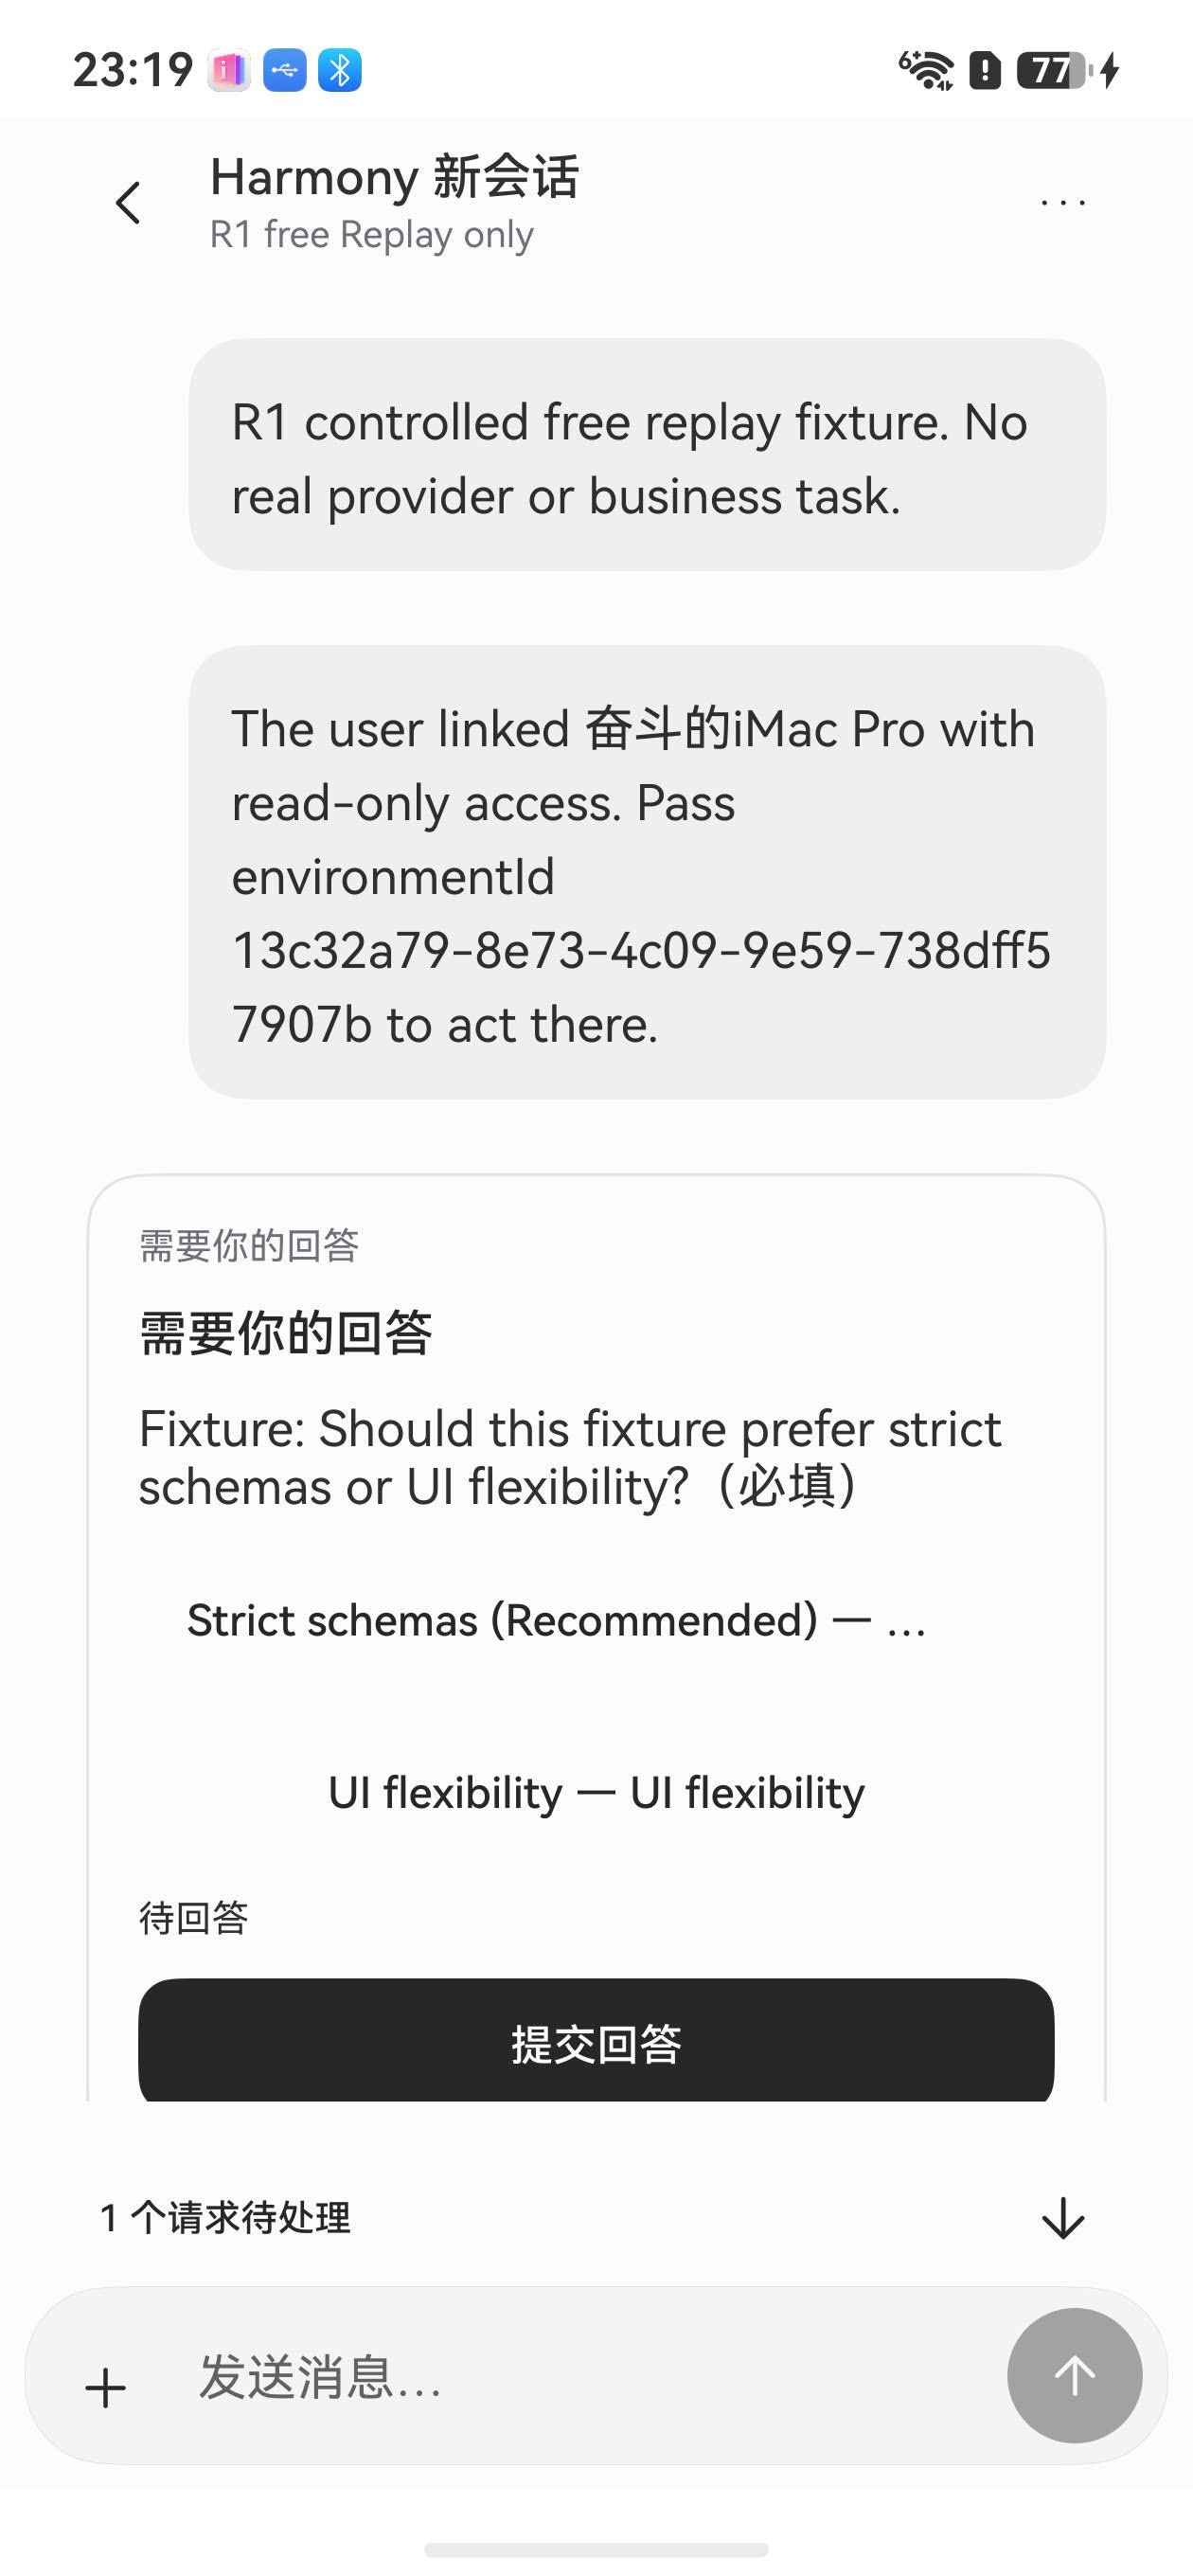 23:19
77
Harmony 新会话
R1 free Replay only
R1 controlled free replay fixture. No
real provider or business task.
The user linked 奋斗的iMac Pro with
read-only access. Pass
environmentId
13c32a79-8e73-4c09-9e59-738dff5
7907b to act there.
需要你的回答
需要你的回答
Fixture: Should this fixture prefer strict
schemas or UI flexibility?（必填）
Strict schemas (Recommended) — …
UI flexibility — UI flexibility
待回答
提交回答
1 个请求待处理
发送消息…